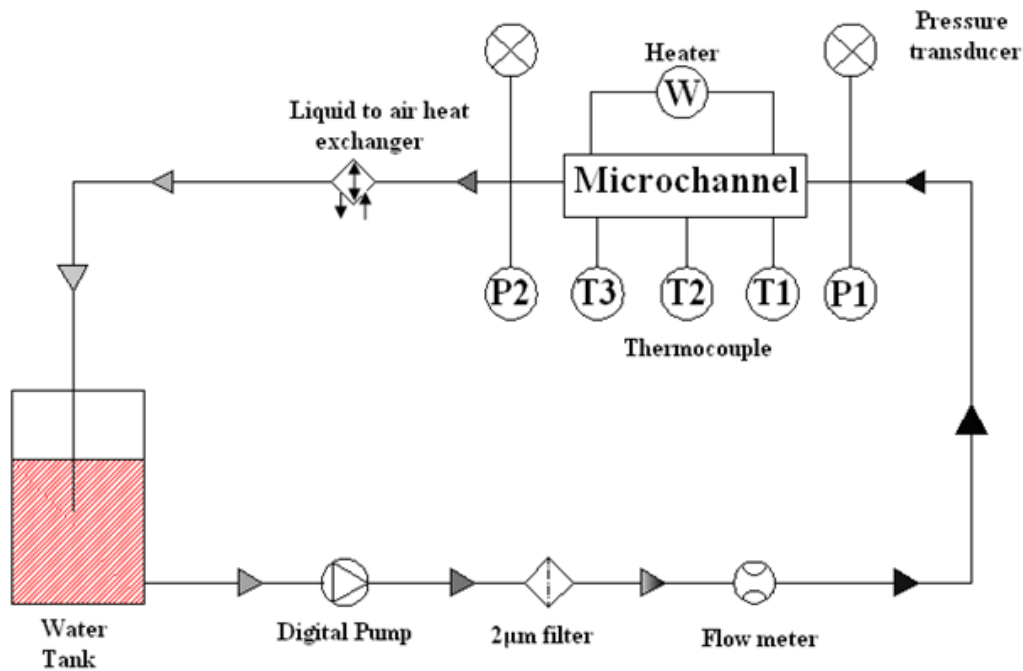 Pressure
transducer
Heater
W
Liquid to air heat
exchanger
Microchannel
P2
T3
T2
T1
P1
Thermocouple
Water
Tank
Digital Pump
2μm filter
Flow meter